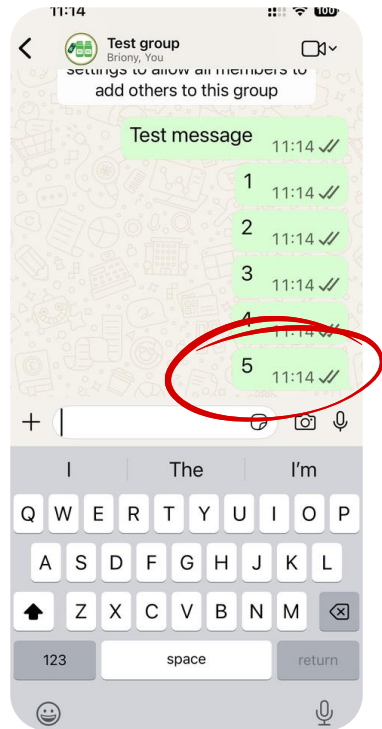 11:14
100
Test group
Briony, You
settings to allow all members to
add others to this group
Test message 11:14
1 11:14
2 11:14
3 11:14
4 11:14
5 11:14
I The I'm
Q W E R T Y U I O P
A S D F G H J K L
Z X C V B N M
123 space return